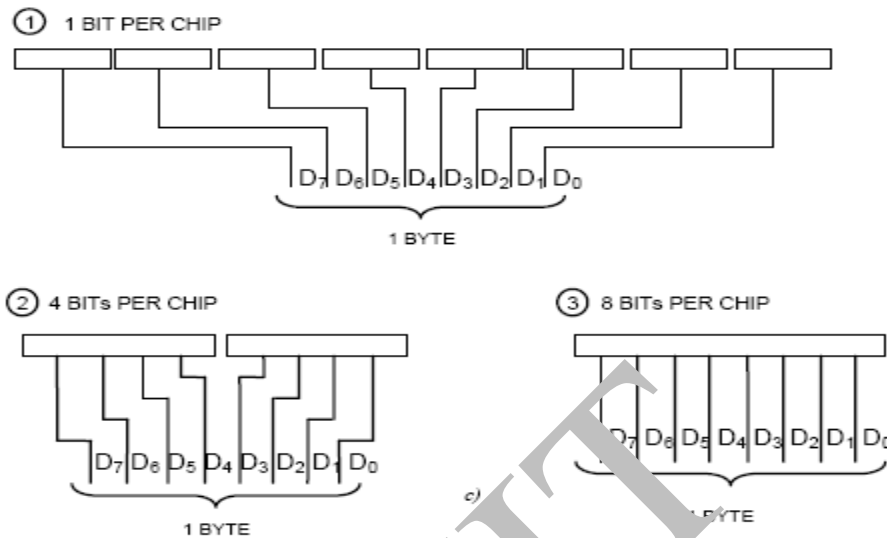 ① 1 BIT PER CHIP
D₇ D₆ D₅ D₄ D₃ D₂ D₁ D₀
1 BYTE
② 4 BITs PER CHIP
D₇ D₆ D₅ D₄ D₃ D₂ D₁ D₀
1 BYTE
c)
③ 8 BITs PER CHIP
D₇ D₆ D₅ D₄ D₃ D₂ D₁ D₀
BYTE